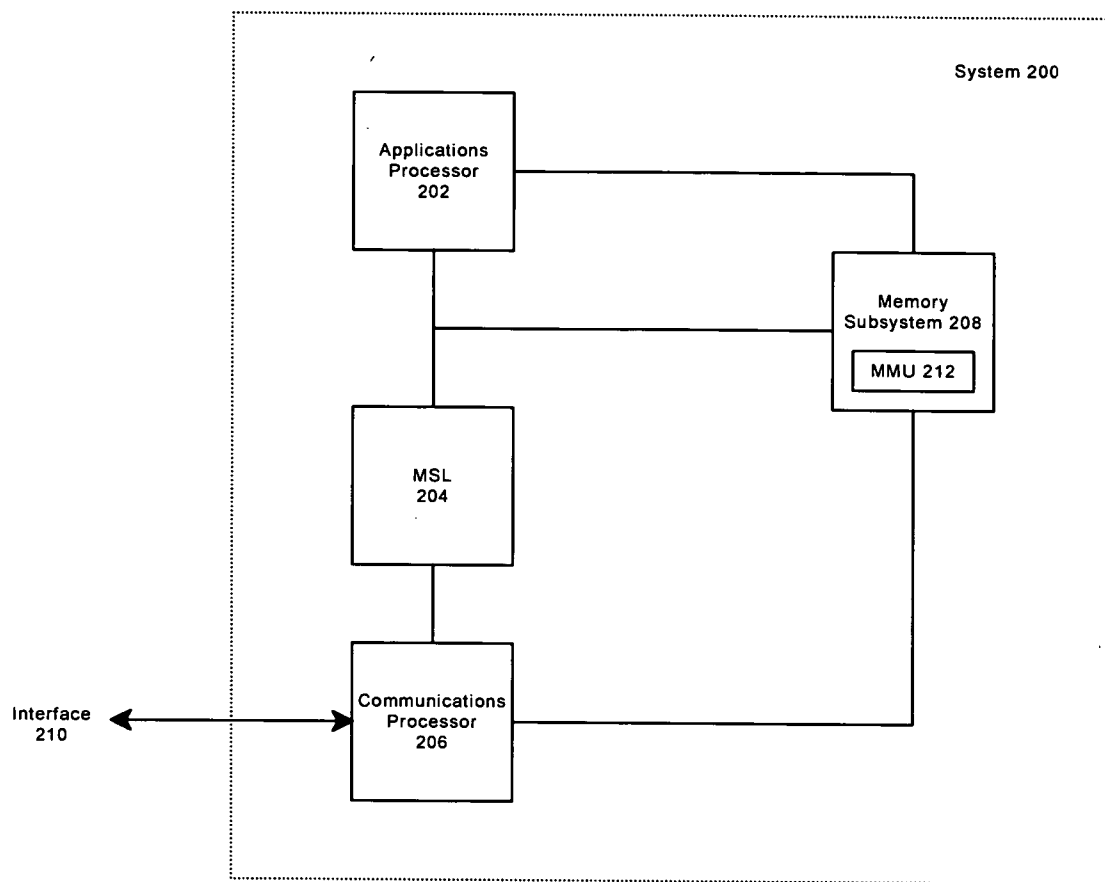 System 200
Applications
Processor
202
Memory
Subsystem 208
MMU 212
MSL
204
Communications
Processor
206
Interface
210